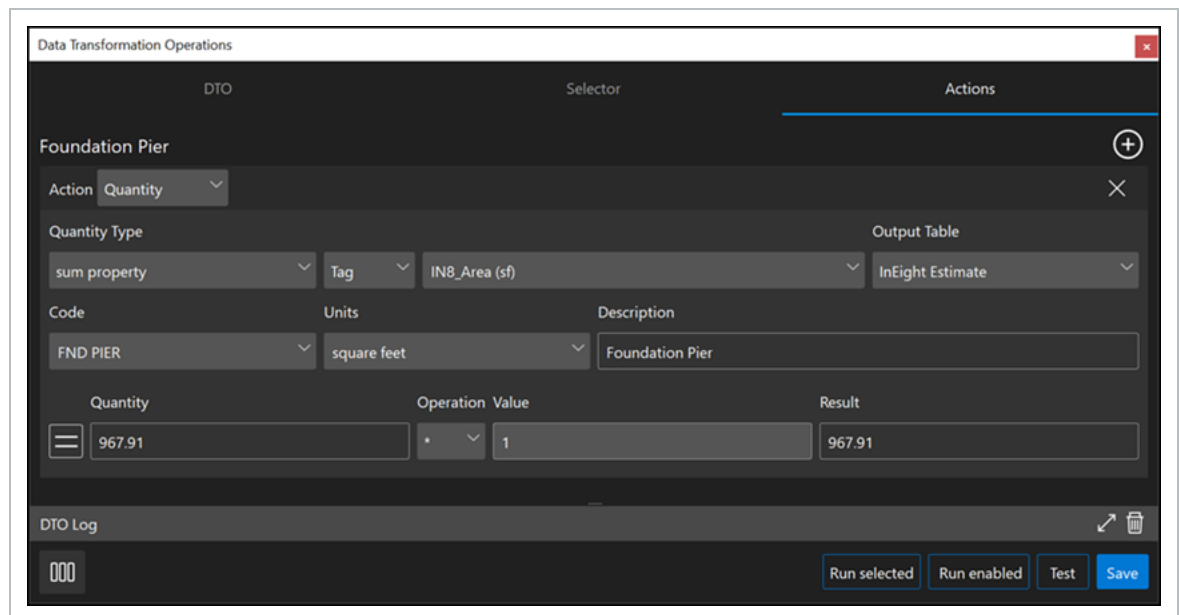 Data Transformation Operations
DTO Selector Actions
Foundation Pier
Action Quantity
Quantity Type Output Table
sum property Tag IN8_Area (sf) InEight Estimate
Code Units Description
FND PIER square feet Foundation Pier
Quantity Operation Value Result
967.91 * 1 967.91
DTO Log
Run selected Run enabled Test Save